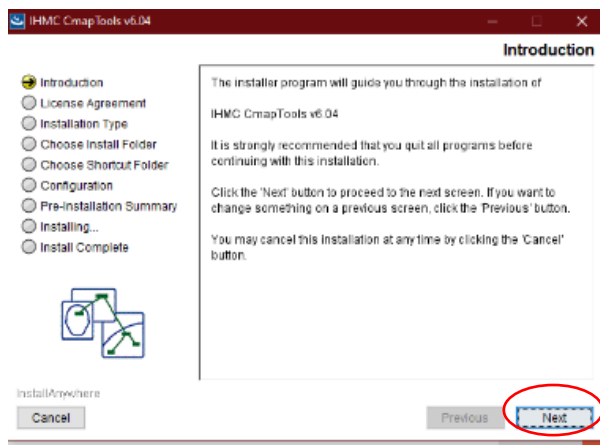 IHMC CmapTools v6.04
Introduction
Introduction
License Agreement
Installation Type
Choose Install Folder
Choose Shortcut Folder
Configuration
Pre-Installation Summary
Installing...
Install Complete
The installer program will guide you through the installation of
IHMC CmapTools v6.04
It is strongly recommended that you quit all programs before
continuing with this installation.
Click the 'Next' button to proceed to the next screen. If you want to
change something on a previous screen, click the 'Previous' button.
You may cancel this installation at any time by clicking the 'Cancel'
button.
InstallAnywhere
Cancel
Previous
Next